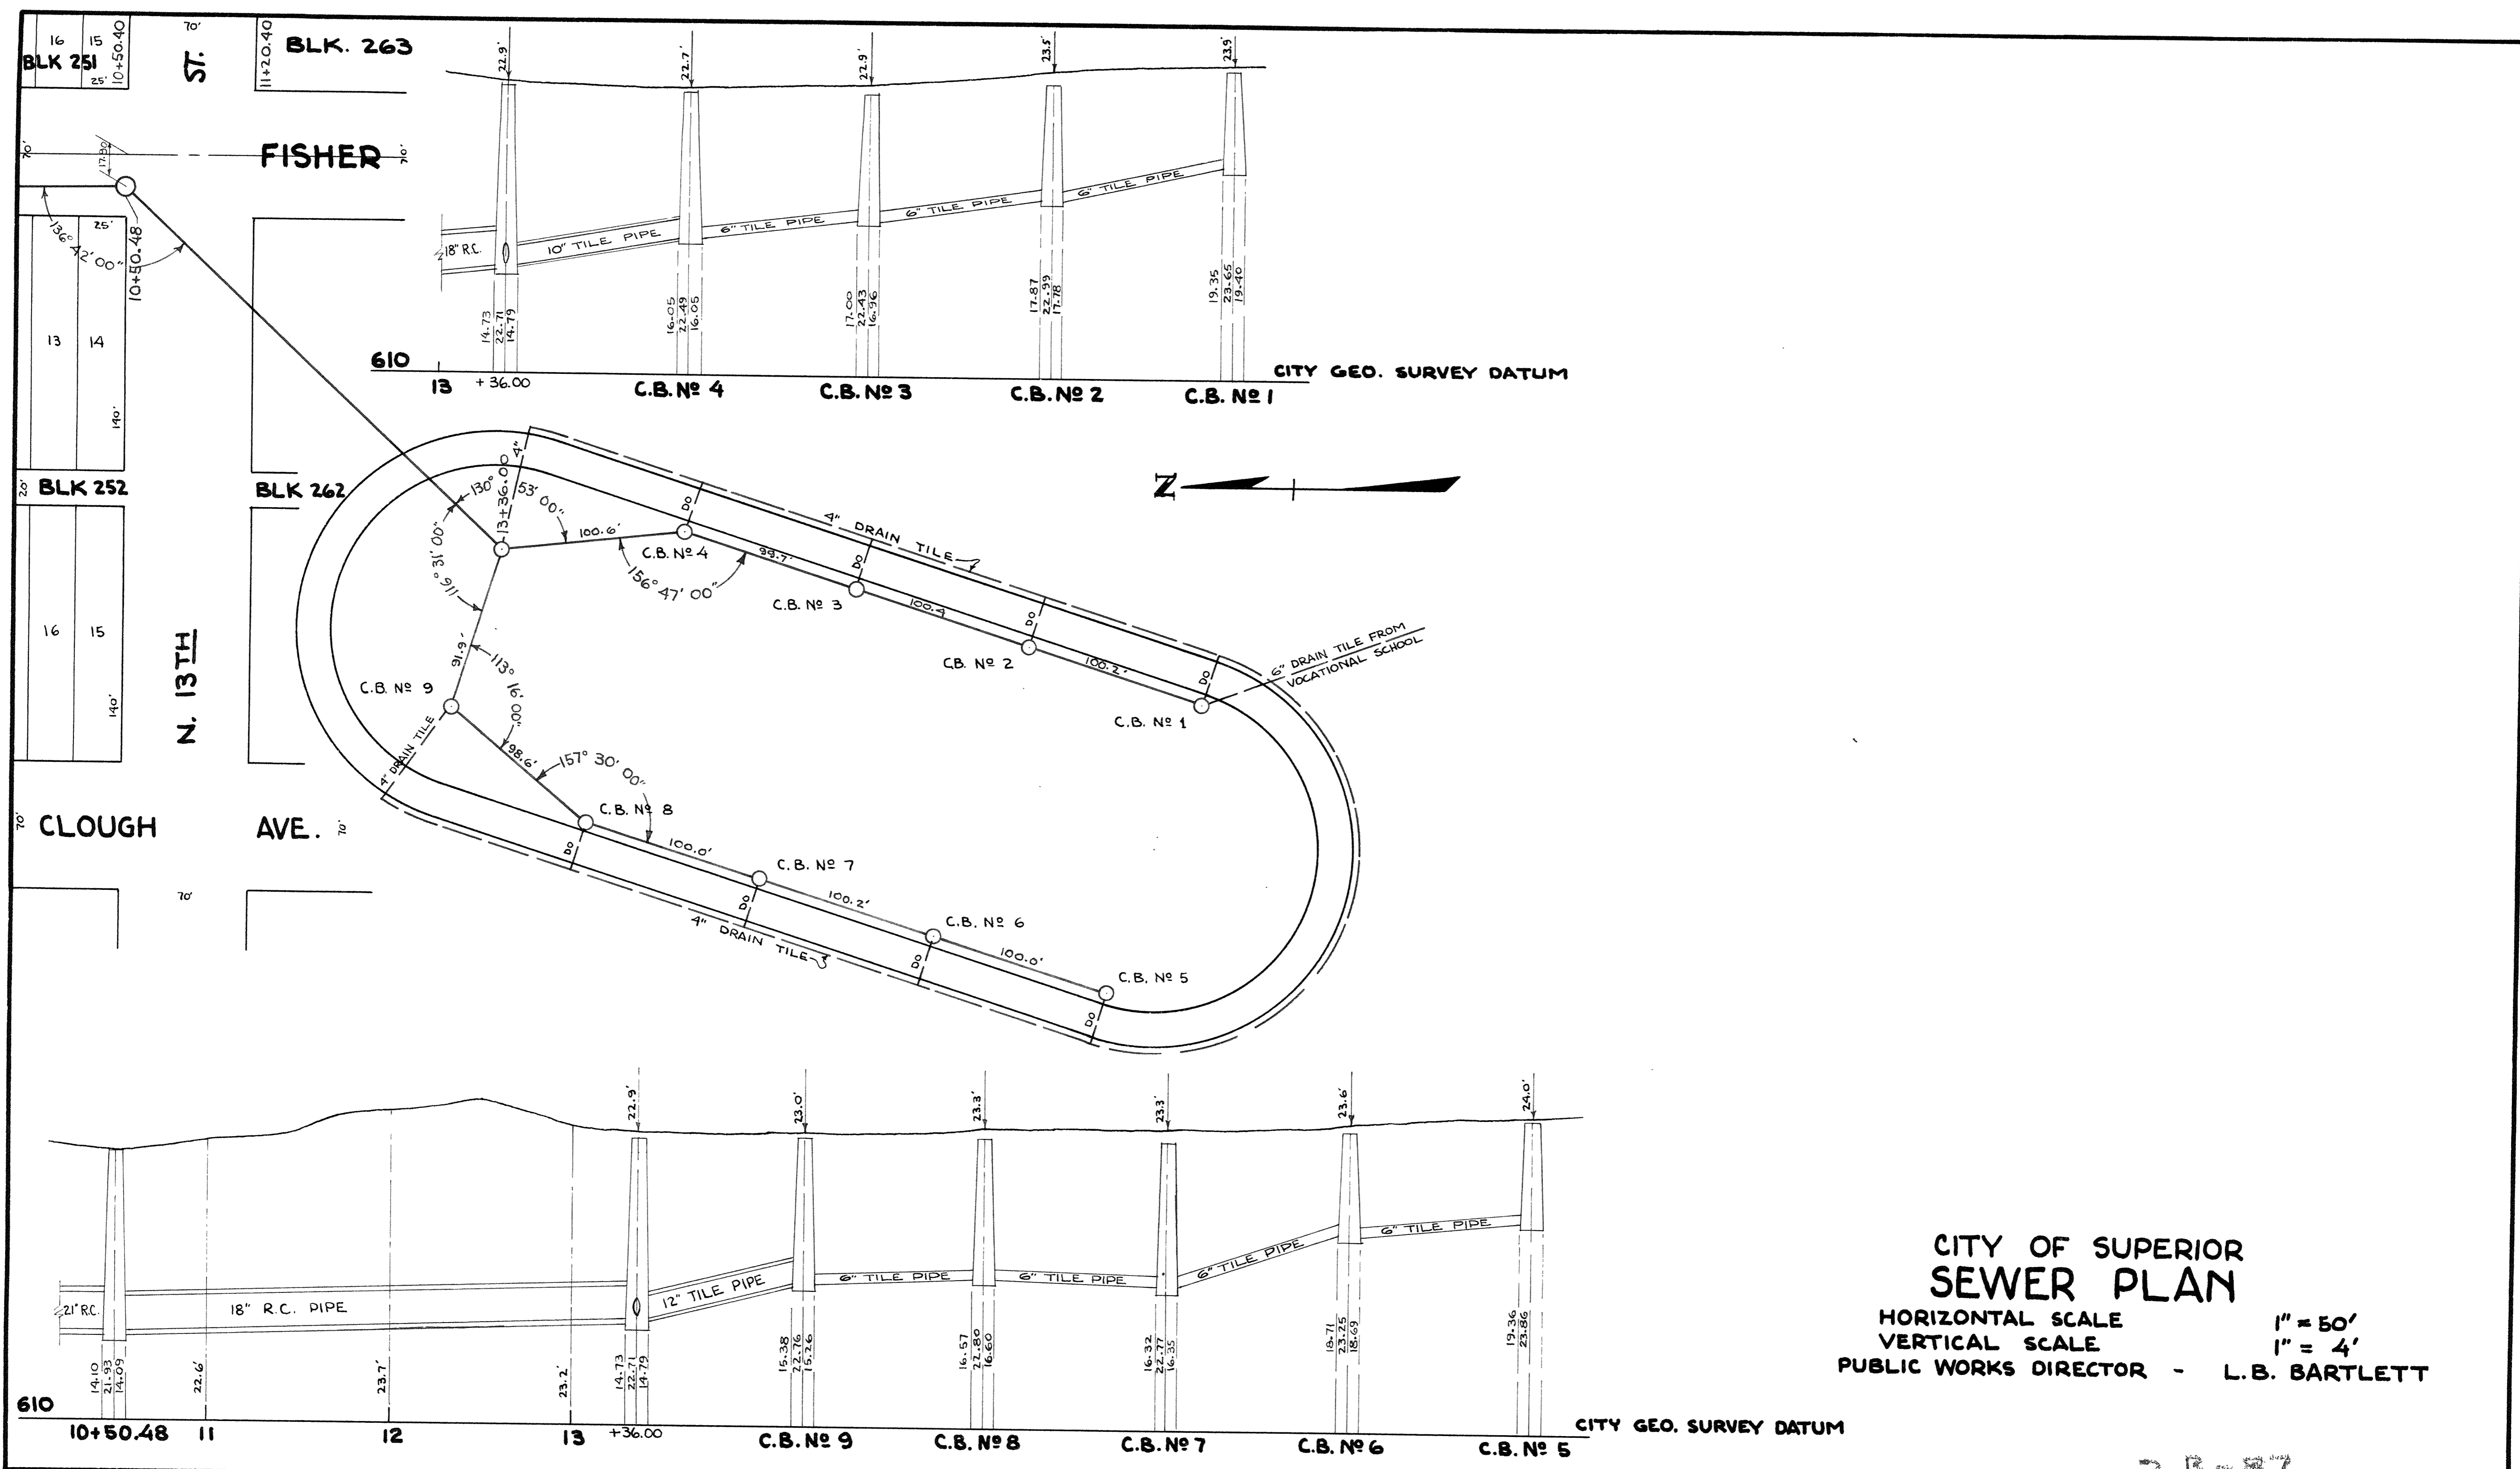 16 15
BLK 251
25'
10+50.40
70'
ST.
11+20.40
BLK. 263
70'
17.90'
FISHER
70'
136° 42' 00"
25'
10+50.48
13 14
140'
20' BLK 252
BLK 262
16 15
140'
N. 13TH
70' CLOUGH AVE. 70'
70'
22.9'
22.7'
22.9'
23.5'
23.9'
18" R.C.
10" TILE PIPE
6" TILE PIPE
6" TILE PIPE
6" TILE PIPE
14.73
22.71
14.79
16.05
22.49
16.05
17.00
22.43
16.96
17.87
22.99
17.78
19.35
23.65
19.40
610
13 +36.00 C.B. Nº 4 C.B. Nº 3 C.B. Nº 2 C.B. Nº 1
CITY GEO. SURVEY DATUM
N
4"
13+36.00
130° 53' 00"
116° 31' 00"
100.6'
C.B. Nº 4
DO
99.7'
156° 47' 00"
4" DRAIN TILE
DO
C.B. Nº 3
100.4
DO
C.B. Nº 2
100.2'
DO
C.B. Nº 1
6" DRAIN TILE FROM
VOCATIONAL SCHOOL
91.9'
113° 16' 00"
C.B. Nº 9
4" DRAIN TILE
98.6'
157° 30' 00"
C.B. Nº 8
DO
100.0'
C.B. Nº 7
DO
100.2'
4" DRAIN TILE
C.B. Nº 6
DO
100.0'
C.B. Nº 5
DO
22.9'
23.0'
23.3'
23.3'
23.6'
24.0'
21" R.C.
18" R.C. PIPE
12" TILE PIPE
6" TILE PIPE
6" TILE PIPE
6" TILE PIPE
6" TILE PIPE
14.10
21.93
14.09
22.6'
23.7'
23.2'
14.73
22.71
14.79
15.38
22.76
15.26
16.57
22.80
16.60
16.32
22.77
16.35
18.71
23.25
18.69
19.36
23.86
610
10+50.48 11 12 13 +36.00 C.B. Nº 9 C.B. Nº 8 C.B. Nº 7 C.B. Nº 6 C.B. Nº 5
CITY GEO. SURVEY DATUM
CITY OF SUPERIOR
SEWER PLAN
HORIZONTAL SCALE 1" = 50'
VERTICAL SCALE 1" = 4'
PUBLIC WORKS DIRECTOR - L.B. BARTLETT